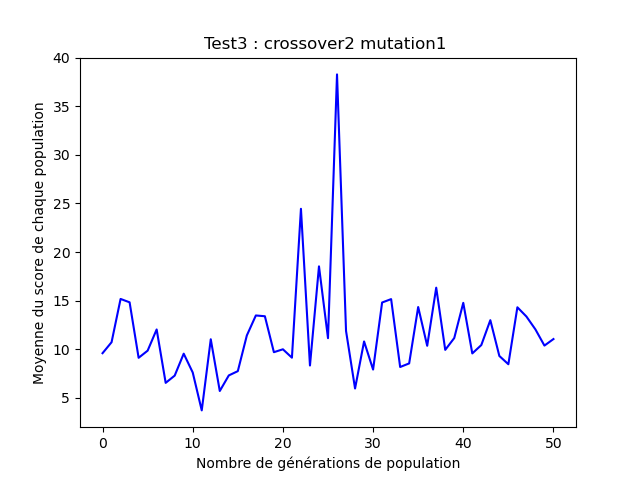 Test3 : crossover2 mutation1
Moyenne du score de chaque population
40
35
30
25
20
15
10
5
0 10 20 30 40 50
Nombre de générations de population